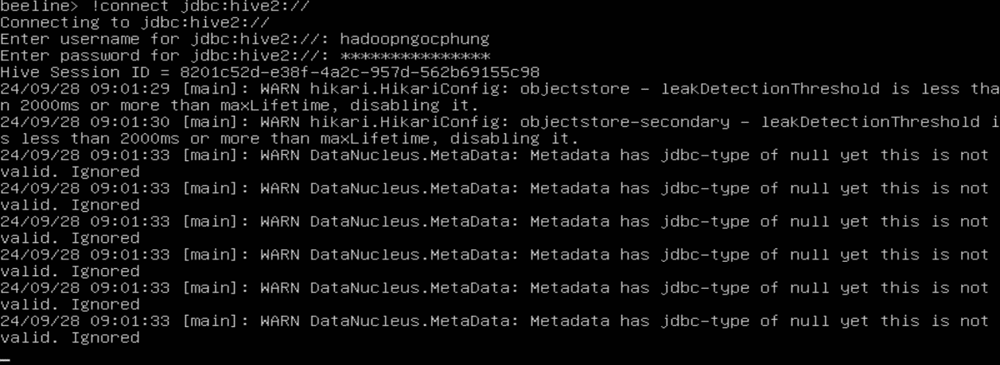 beeline> !connect jdbc:hive2://
Connecting to jdbc:hive2://
Enter username for jdbc:hive2://: hadoopngocphung
Enter password for jdbc:hive2://: ***************
Hive Session ID = 8201c52d-e38f-4a2c-957d-562b69155c98
24/09/28 09:01:29 [main]: WARN hikari.HikariConfig: objectstore - leakDetectionThreshold is less tha
n 2000ms or more than maxLifetime, disabling it.
24/09/28 09:01:30 [main]: WARN hikari.HikariConfig: objectstore-secondary - leakDetectionThreshold i
s less than 2000ms or more than maxLifetime, disabling it.
24/09/28 09:01:33 [main]: WARN DataNucleus.MetaData: Metadata has jdbc-type of null yet this is not
valid. Ignored
24/09/28 09:01:33 [main]: WARN DataNucleus.MetaData: Metadata has jdbc-type of null yet this is not
valid. Ignored
24/09/28 09:01:33 [main]: WARN DataNucleus.MetaData: Metadata has jdbc-type of null yet this is not
valid. Ignored
24/09/28 09:01:33 [main]: WARN DataNucleus.MetaData: Metadata has jdbc-type of null yet this is not
valid. Ignored
24/09/28 09:01:33 [main]: WARN DataNucleus.MetaData: Metadata has jdbc-type of null yet this is not
valid. Ignored
24/09/28 09:01:33 [main]: WARN DataNucleus.MetaData: Metadata has jdbc-type of null yet this is not
valid. Ignored